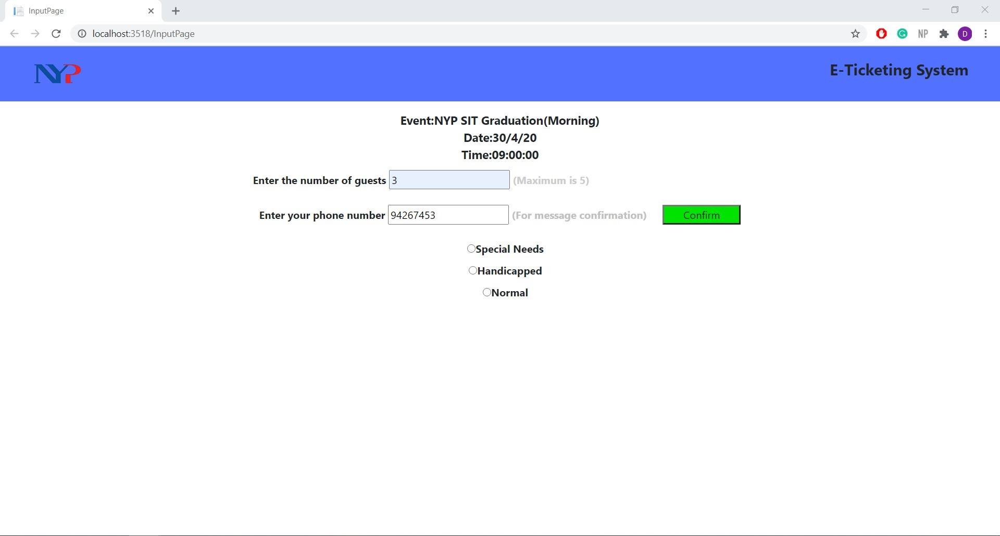 InputPage
localhost:3518/InputPage
NP
D
NYP
E-Ticketing System
Event:NYP SIT Graduation(Morning)
Date:30/4/20
Time:09:00:00
Enter the number of guests 3 (Maximum is 5)
Enter your phone number 94267453 (For message confirmation) Confirm
Special Needs
Handicapped
Normal